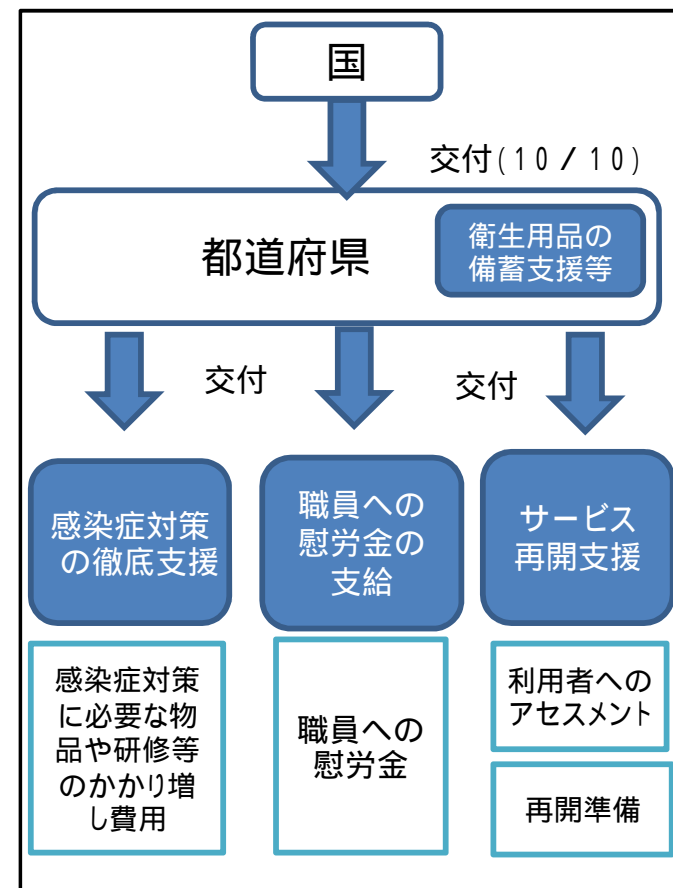 国
交付(１０/１０)
都道府県
衛生用品の
備蓄支援等
交付
交付
感染症対策
の徹底支援
職員への
慰労金の
支給
サービス
再開支援
感染症対策
に必要な物
品や研修等
のかかり増
し費用
職員への
慰労金
利用者への
アセスメント
再開準備